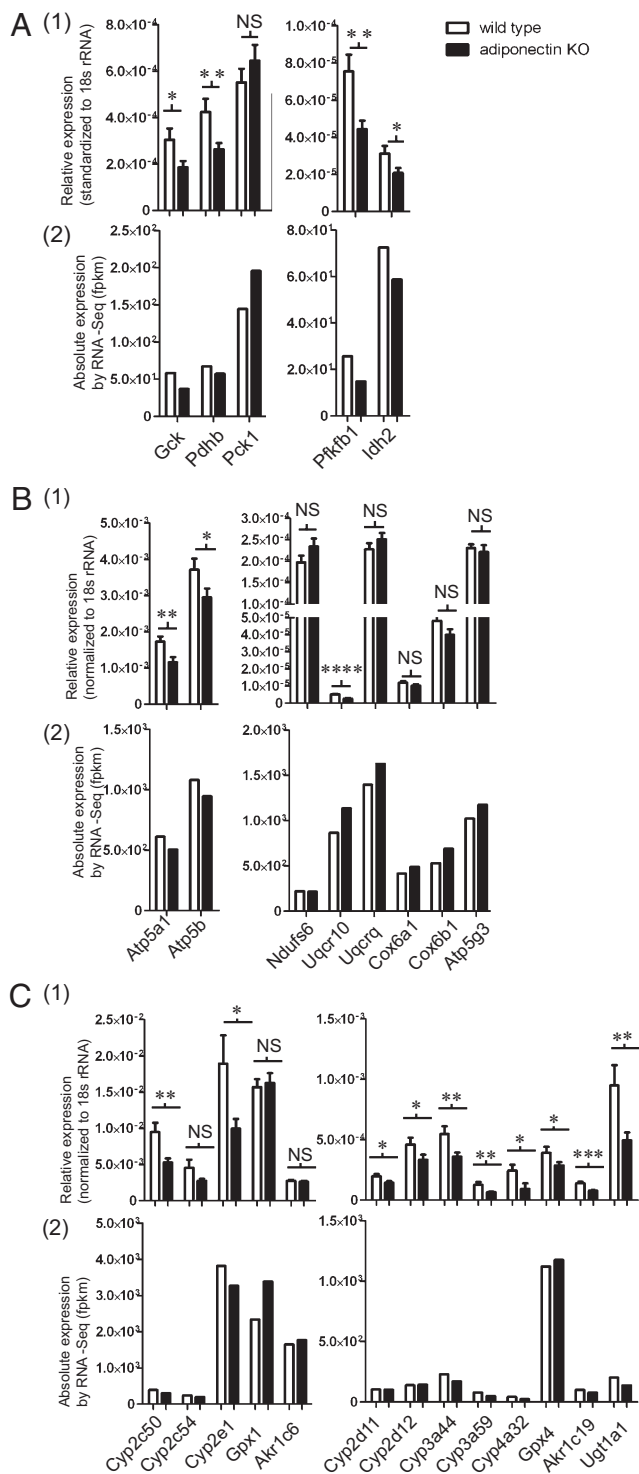 A (1)
wild type
adiponectin KO
Relative expression
(standardized to 18s rRNA)
8.0×10⁻⁴
6.0×10⁻⁴
4.0×10⁻⁴
2.0×10⁻⁴
0
* ** NS
1.0×10⁻⁴
8.0×10⁻⁵
6.0×10⁻⁵
4.0×10⁻⁵
2.0×10⁻⁵
0
** *
(2)
Absolute expression
by RNA -Seq (fpkm)
2.5×10²
2.0×10²
1.5×10²
1.0×10²
5.0×10¹
0
Gck Pdhb Pck1
8.0×10¹
6.0×10¹
4.0×10¹
2.0×10¹
0
Pfkfb1 Idh2
B (1)
Relative expression
(normalized to 18s rRNA)
5.0×10⁻³
4.0×10⁻³
3.0×10⁻³
2.0×10⁻³
1.0×10⁻³
0
** *
3.0×10⁻⁴
2.5×10⁻⁴
2.0×10⁻⁴
1.5×10⁻⁴
1.0×10⁻⁴
5.0×10⁻⁵
4.0×10⁻⁵
3.0×10⁻⁵
2.0×10⁻⁵
1.0×10⁻⁵
0
NS **** NS NS NS NS
(2)
Absolute expression
by RNA -Seq (fpkm)
1.5×10³
1.0×10³
5.0×10²
0
Atp5a1 Atp5b
2.0×10³
1.5×10³
1.0×10³
5.0×10²
0
Ndufs6 Uqcr10 Uqcrq Cox6a1 Cox6b1 Atp5g3
C (1)
Relative expression
(normalized to 18s rRNA)
2.5×10⁻²
2.0×10⁻²
1.5×10⁻²
1.0×10⁻²
5.0×10⁻³
0
** NS * NS NS
1.5×10⁻³
1.0×10⁻³
5.0×10⁻⁴
0
* * ** ** * * *** **
(2)
Absolute expression
by RNA -Seq (fpkm)
5.0×10³
4.0×10³
3.0×10³
2.0×10³
1.0×10³
0
Cyp2c50 Cyp2c54 Cyp2e1 Gpx1 Akr1c6
1.5×10³
1.0×10³
5.0×10²
0
Cyp2d11 Cyp2d12 Cyp3a44 Cyp3a59 Cyp4a32 Gpx4 Akr1c19 Ugt1a1